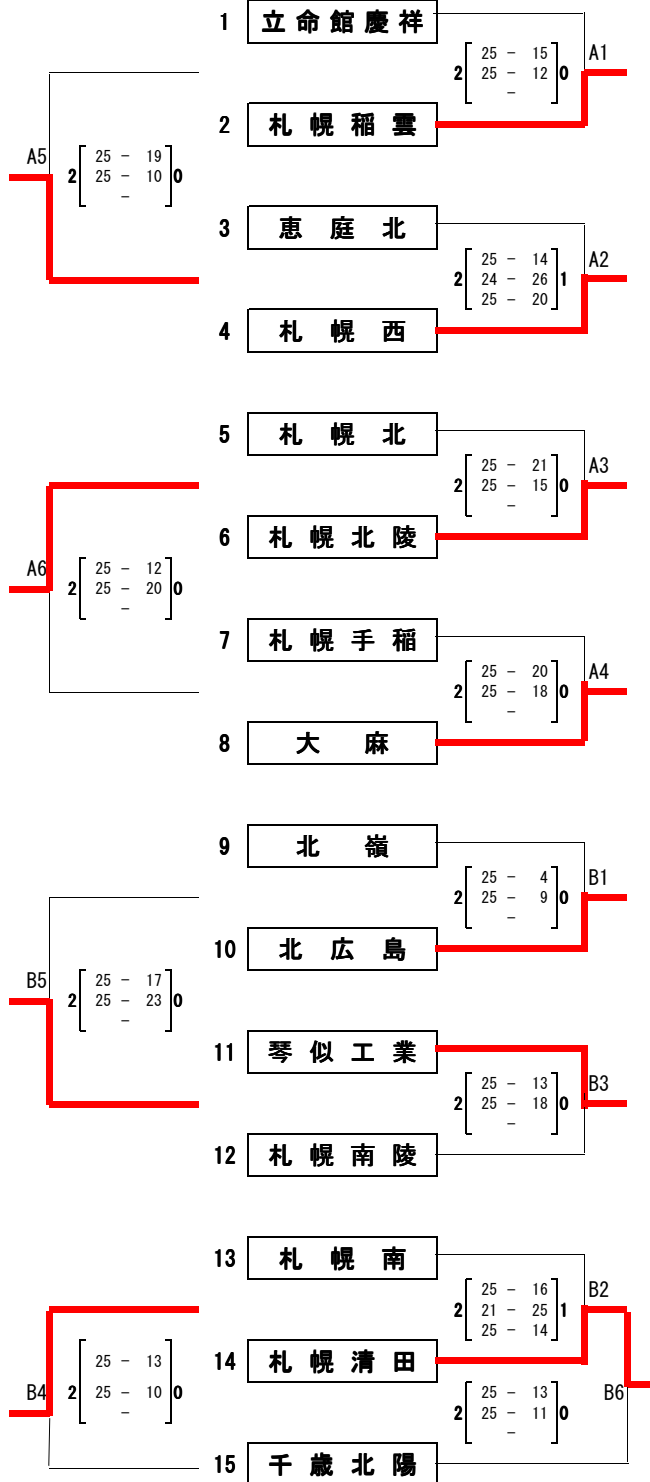 1 立命館慶祥
25 - 15
A1
2 25 - 12 0
-
2 札幌稲雲
A5
25 - 19
2 25 - 10 0
-
3 恵庭北
25 - 14
A2
2 24 - 26 1
25 - 20
4 札幌西
5 札幌北
25 - 21
A3
2 25 - 15 0
-
6 札幌北陵
A6
25 - 12
2 25 - 20 0
-
7 札幌手稲
25 - 20
A4
2 25 - 18 0
-
8 大麻
9 北嶺
25 - 4
B1
2 25 - 9 0
-
10 北広島
B5
25 - 17
2 25 - 23 0
-
11 琴似工業
25 - 13
B3
2 25 - 18 0
-
12 札幌南陵
13 札幌南
25 - 16
B2
2 21 - 25 1
25 - 14
14 札幌清田
25 - 13
B4
2 25 - 10 0
-
25 - 13
B6
2 25 - 11 0
-
15 千歳北陽